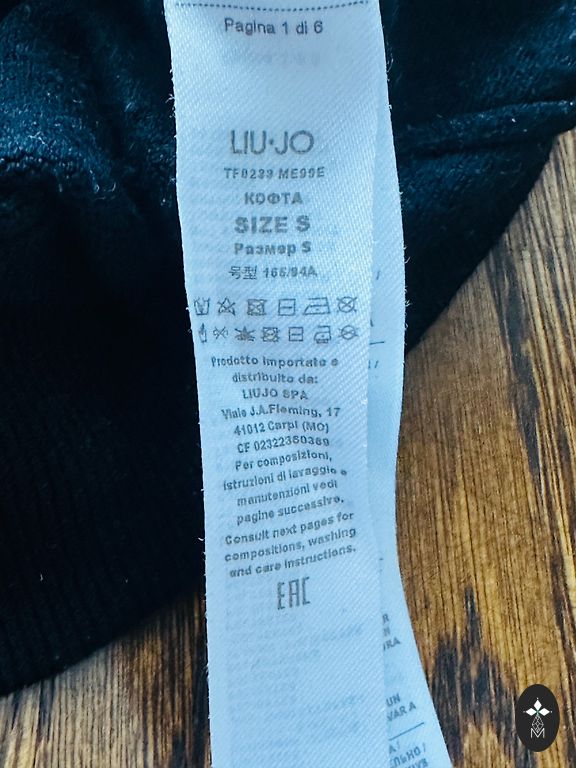 Pagina 1 di 6
LIU·JO
TF0239 ME99E
КОФТА
SIZE S
Размер S
号型 165/94A
Prodotto importato e
distribuito da:
LIUJO SPA
Viale J.A.Fleming, 17
41012 Carpi (MO)
CF 02322360369
Per composizioni,
istruzioni di lavaggio e
manutenzioni vedi
pagine successive.
Consult next pages for
compositions, washing
and care instructions.
EAC